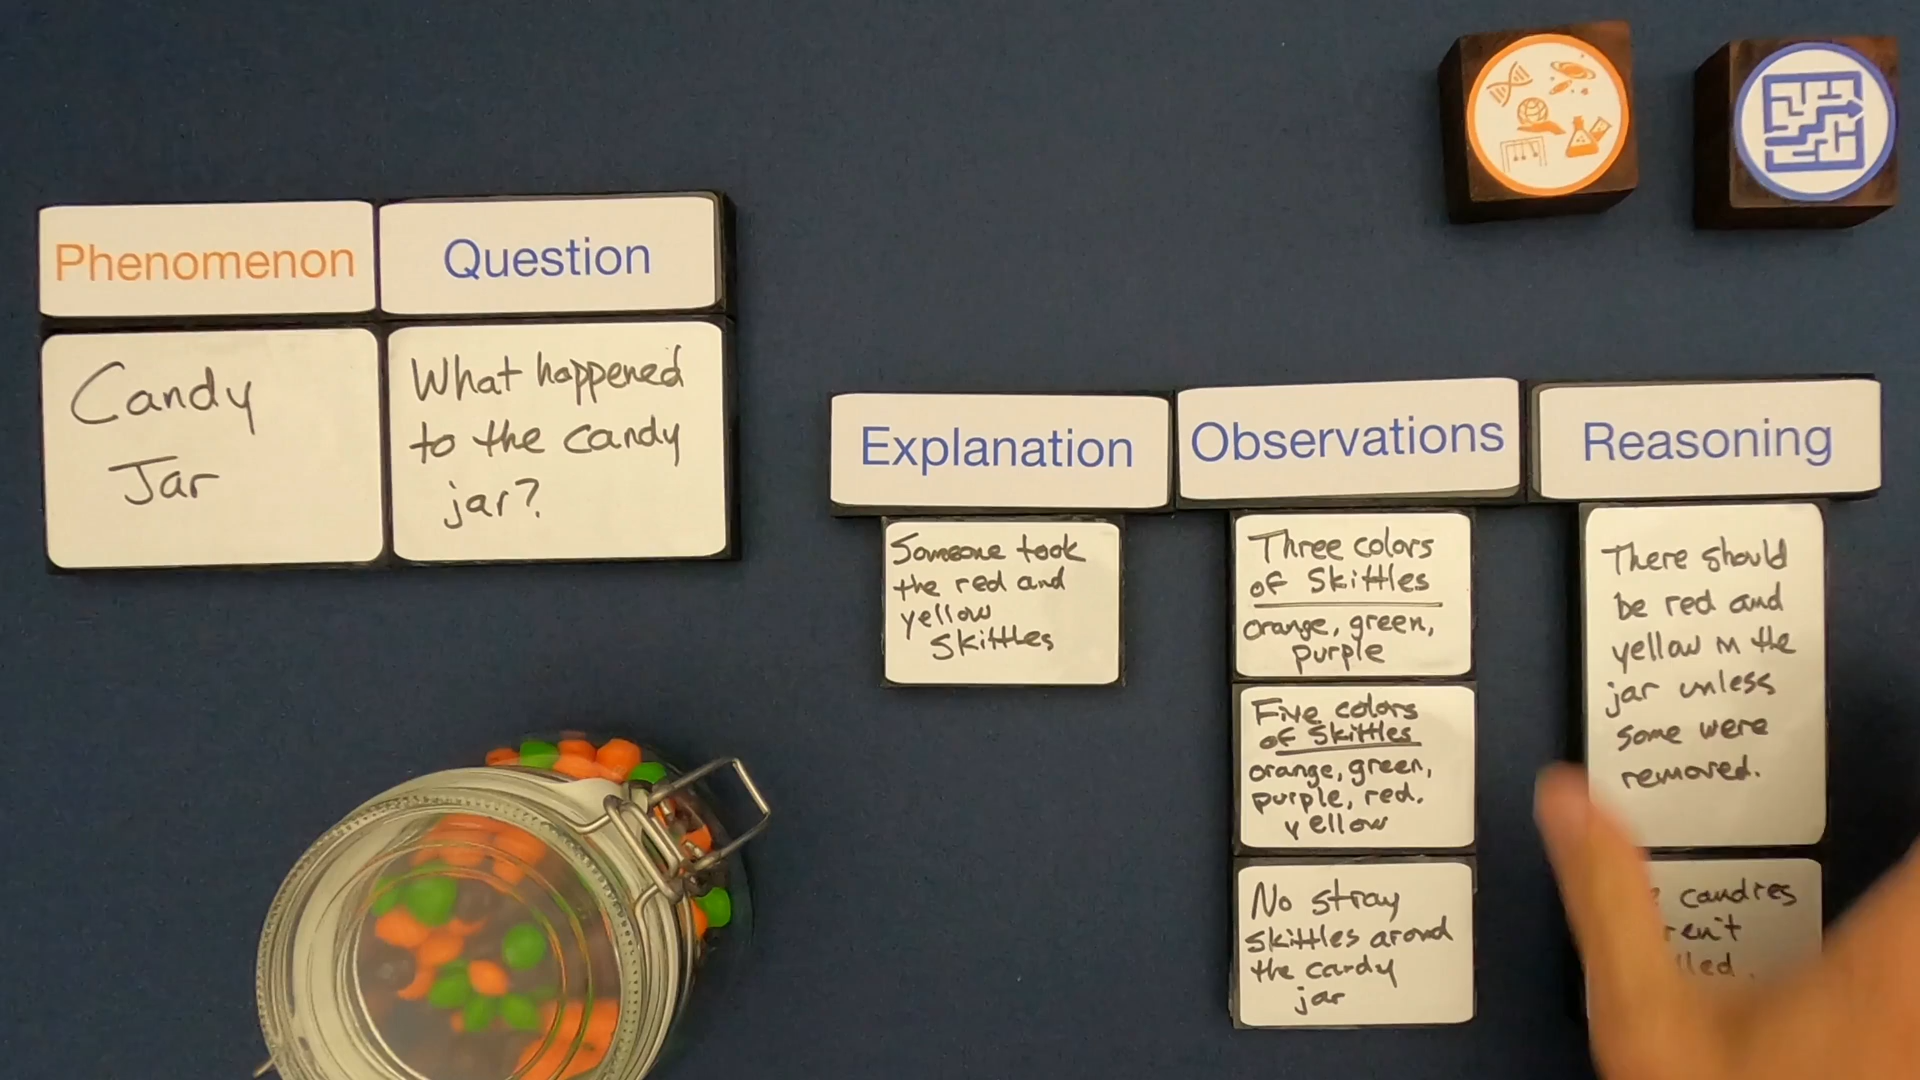 Phenomenon
Question
Candy
Jar
What happened
to the candy
jar?
Explanation
Observations
Reasoning
Someone took
the red and
yellow
Skittles
Three colors
of Skittles
orange, green,
purple
Five colors
of Skittles
orange, green,
purple, red,
yellow
No stray
Skittles around
the candy
jar
There should
be red and
yellow in the
jar unless
some were
removed.
candies